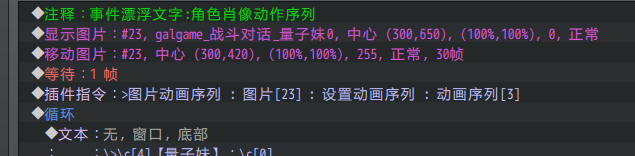 ◆注释：事件漂浮文字:角色肖像动作序列
◆显示图片：#23, galgame_战斗对话_量子妹0, 中心 (300,650), (100%,100%), 0, 正常
◆移动图片：#23, 中心 (300,420), (100%,100%), 255, 正常, 30帧
◆等待：1 帧
◆插件指令：>图片动画序列 : 图片[23] : 设置动画序列 : 动画序列[3]
◆循环
◆文本：无, 窗口, 底部
:    :\>\c[4]【量子妹】:\c[0]